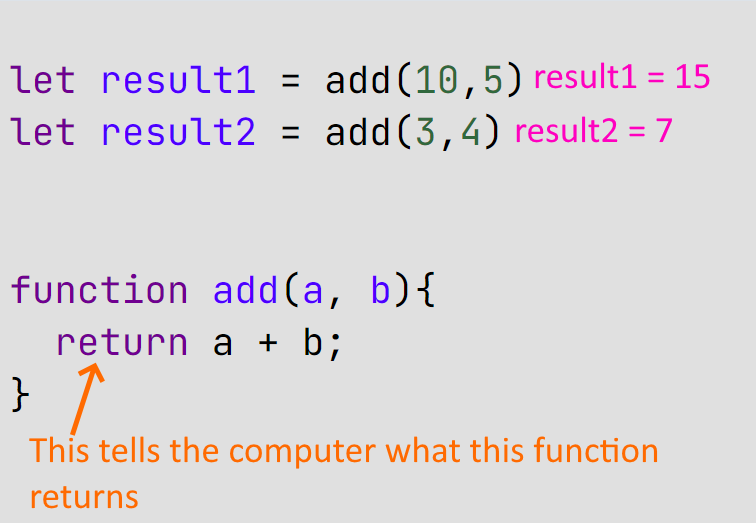 let result1 = add(10,5) result1 = 15
let result2 = add(3,4) result2 = 7
function add(a, b){
  return a + b;
}
This tells the computer what this function
returns